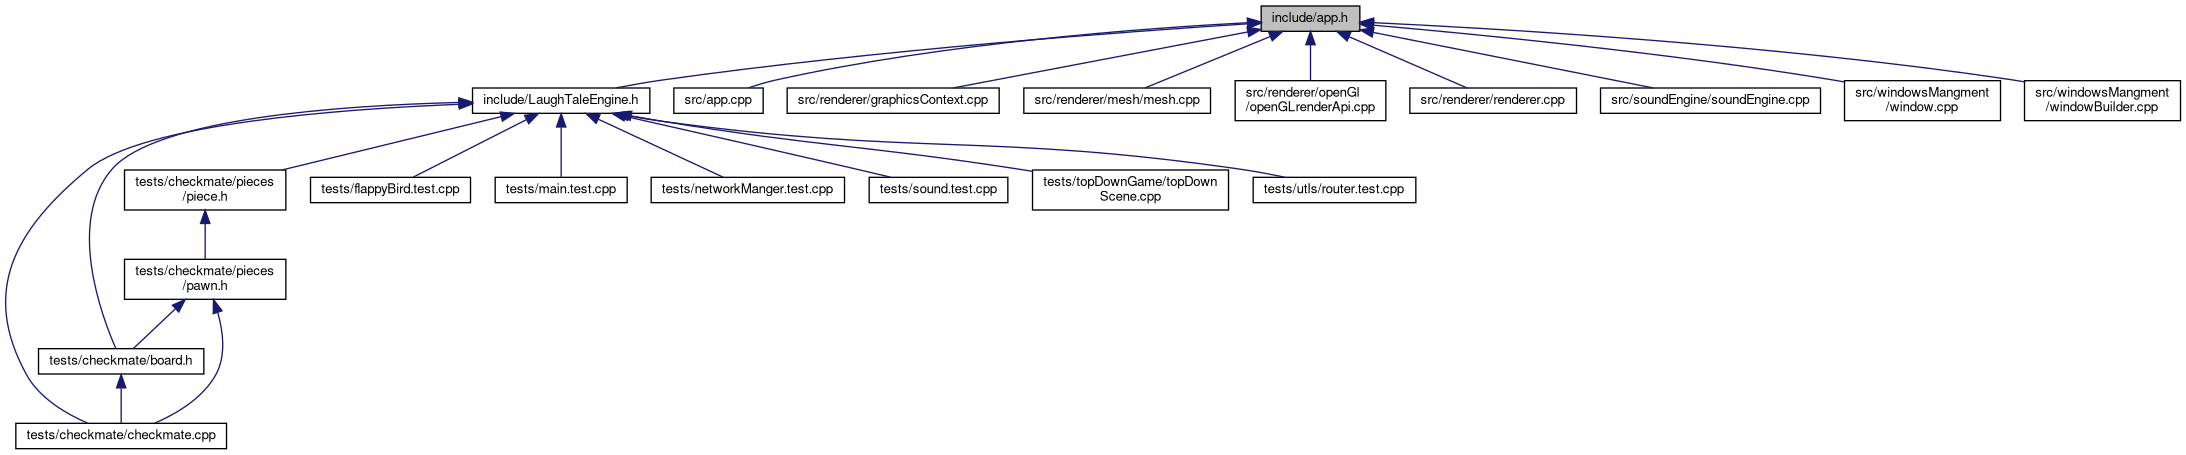 include/app.h
include/LaughTaleEngine.h
src/app.cpp
src/renderer/graphicsContext.cpp
src/renderer/mesh/mesh.cpp
src/renderer/openGl
/openGLrenderApi.cpp
src/renderer/renderer.cpp
src/soundEngine/soundEngine.cpp
src/windowsMangment
/window.cpp
src/windowsMangment
/windowBuilder.cpp
tests/checkmate/pieces
/piece.h
tests/flappyBird.test.cpp
tests/main.test.cpp
tests/networkManger.test.cpp
tests/sound.test.cpp
tests/topDownGame/topDown
Scene.cpp
tests/utls/router.test.cpp
tests/checkmate/pieces
/pawn.h
tests/checkmate/board.h
tests/checkmate/checkmate.cpp